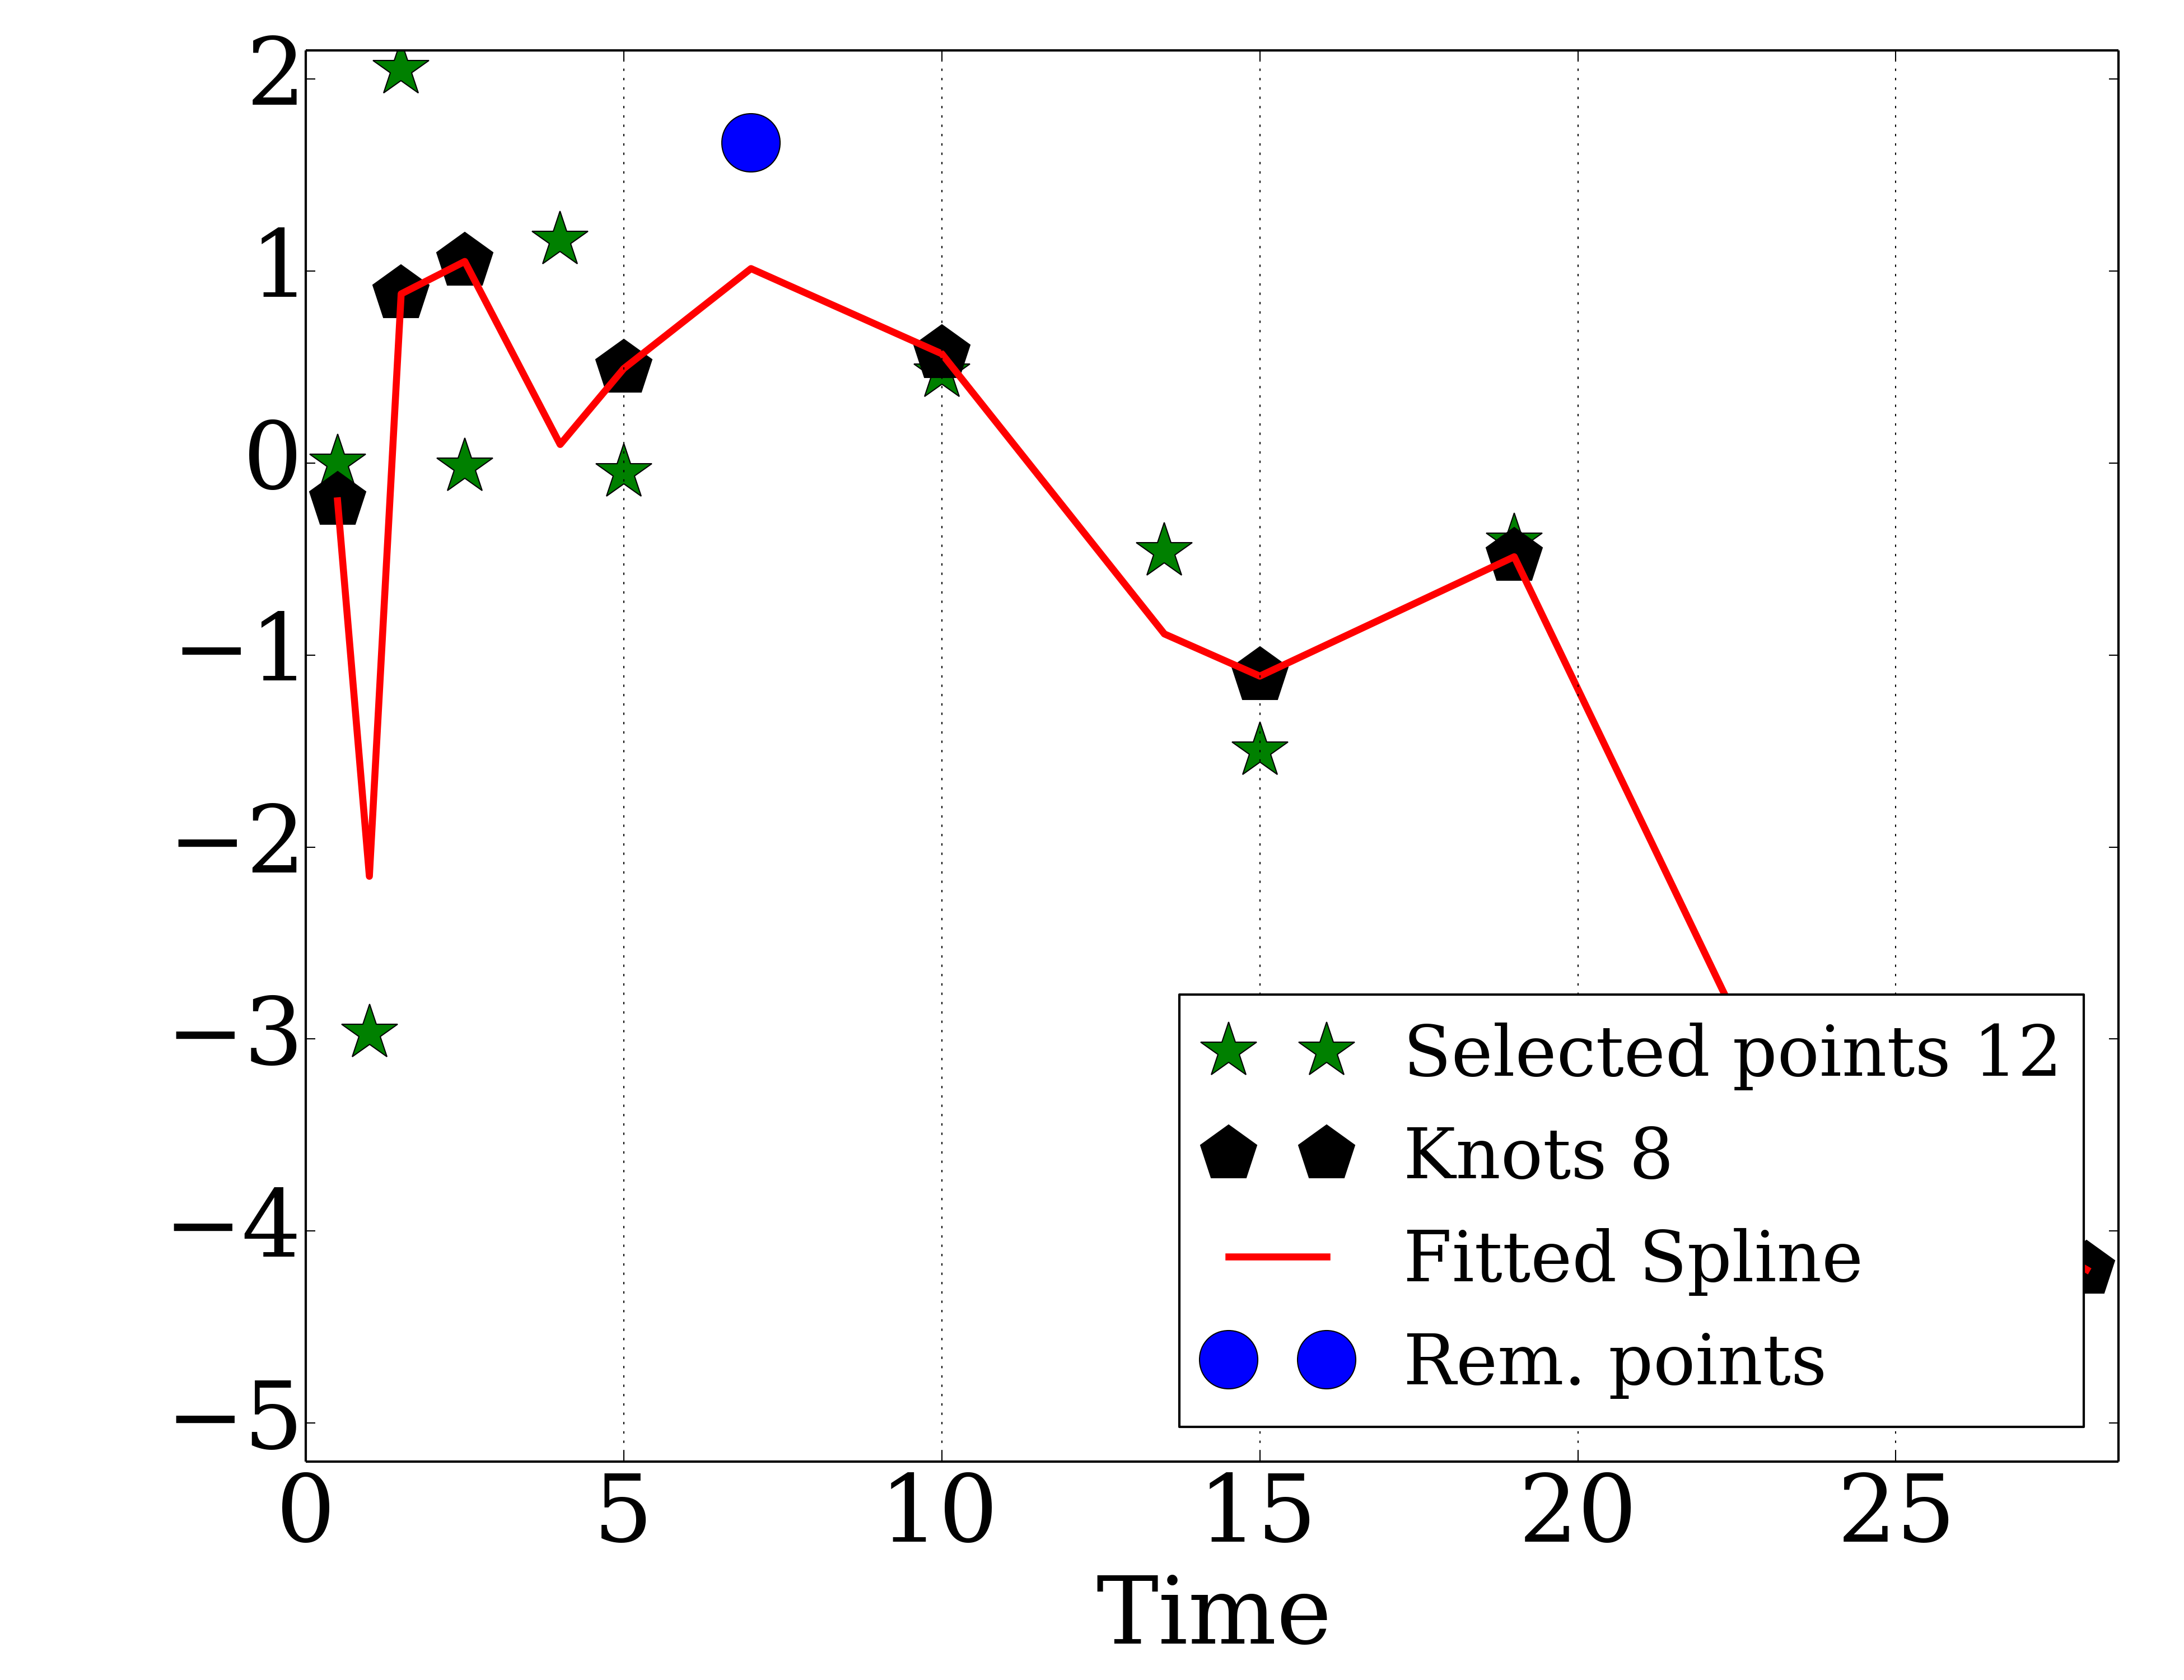 2
1
0
−1
−2
−3
−4
−5
Selected points 12
Knots 8
Fitted Spline
Rem. points
0 5 10 15 20 25
Time